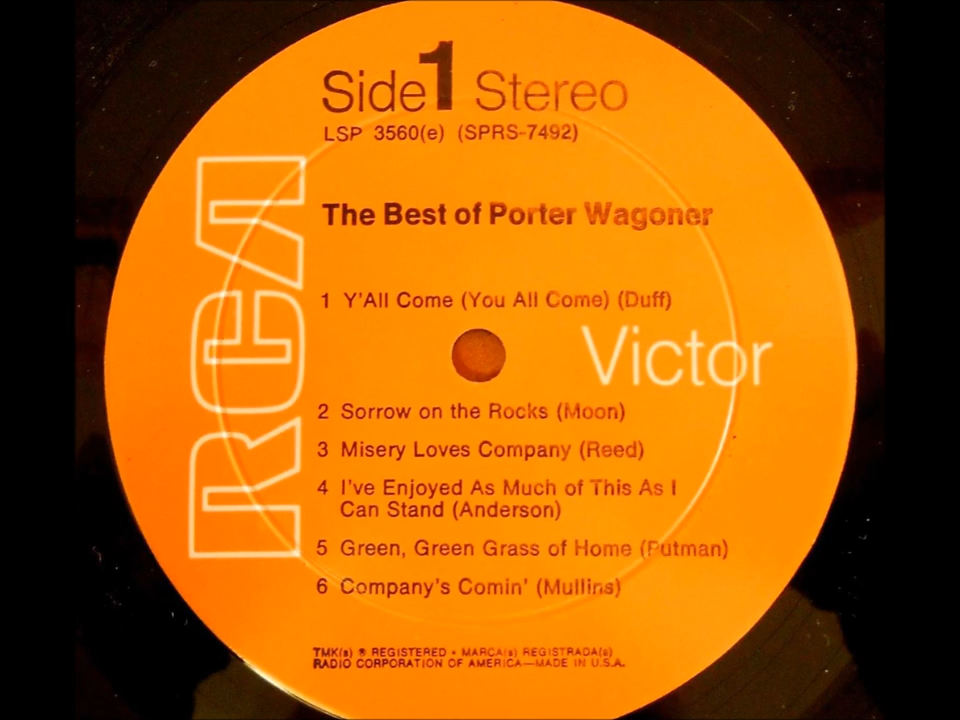 Side 1 Stereo
LSP 3560(e) (SPRS-7492)
RCA
The Best of Porter Wagoner
1 Y'All Come (You All Come) (Duff)
Victor
2 Sorrow on the Rocks (Moon)
3 Misery Loves Company (Reed)
4 I've Enjoyed As Much of This As I
Can Stand (Anderson)
5 Green, Green Grass of Home (Putman)
6 Company's Comin' (Mullins)
TMK(s) ® REGISTERED • MARCA(s) REGISTRADA(s)
RADIO CORPORATION OF AMERICA—MADE IN U.S.A.